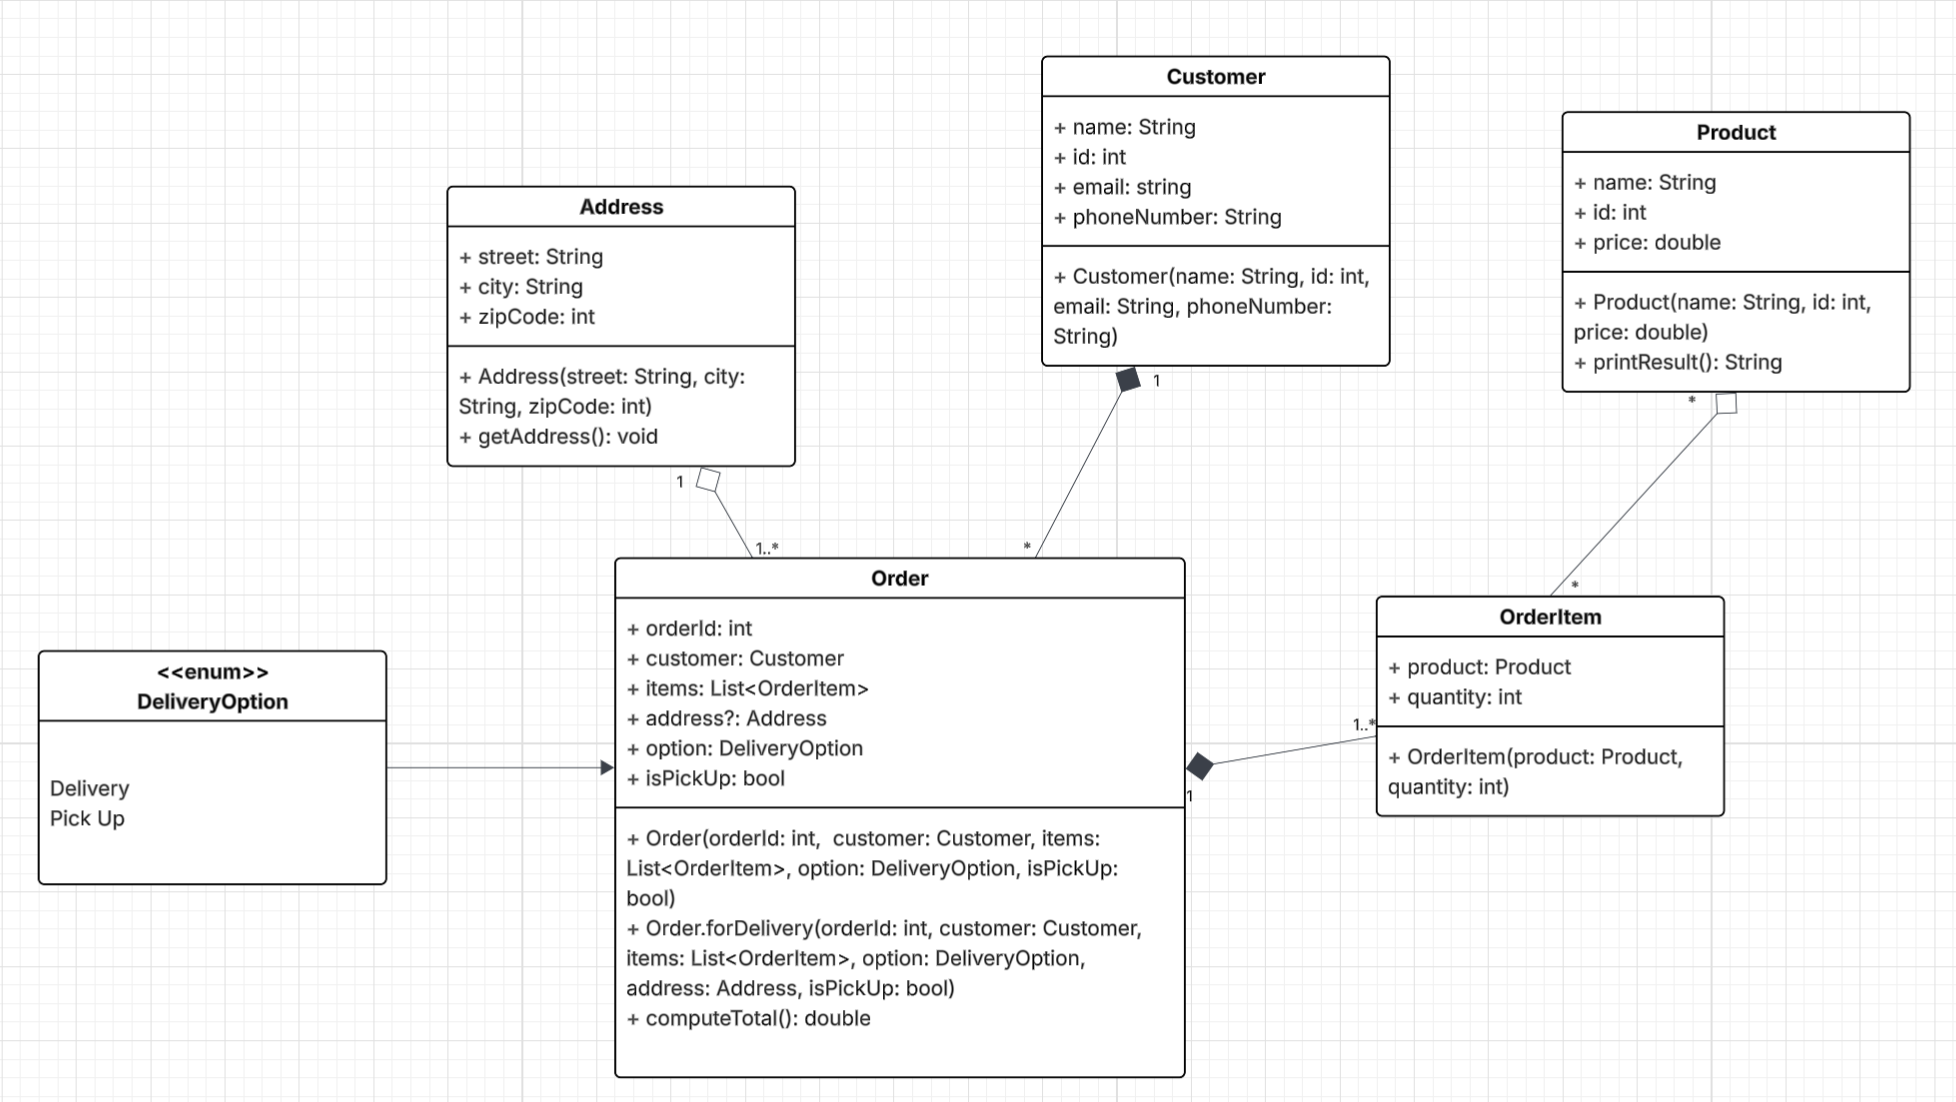 Customer
+ name: String
+ id: int
+ email: string
+ phoneNumber: String
+ Customer(name: String, id: int,
email: String, phoneNumber:
String)
1
Product
+ name: String
+ id: int
+ price: double
+ Product(name: String, id: int,
price: double)
+ printResult(): String
*
Address
+ street: String
+ city: String
+ zipCode: int
+ Address(street: String, city:
String, zipCode: int)
+ getAddress(): void
1
1..*
*
Order
+ orderId: int
+ customer: Customer
+ items: List<OrderItem>
+ address?: Address
+ option: DeliveryOption
+ isPickUp: bool
+ Order(orderId: int,  customer: Customer, items:
List<OrderItem>, option: DeliveryOption, isPickUp:
bool)
+ Order.forDelivery(orderId: int, customer: Customer,
items: List<OrderItem>, option: DeliveryOption,
address: Address, isPickUp: bool)
+ computeTotal(): double
*
OrderItem
+ product: Product
+ quantity: int
+ OrderItem(product: Product,
quantity: int)
1..*
1
<<enum>>
DeliveryOption
Delivery
Pick Up